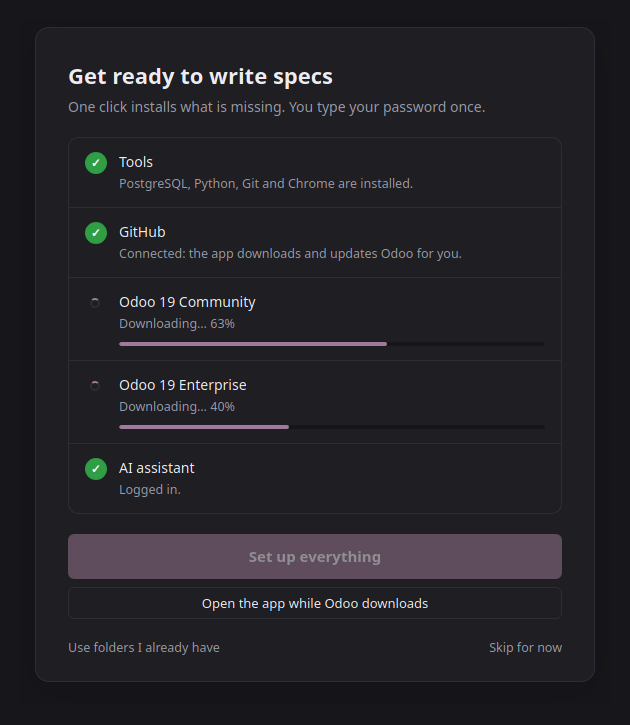 Get ready to write specs
One click installs what is missing. You type your password once.
Tools
PostgreSQL, Python, Git and Chrome are installed.
GitHub
Connected: the app downloads and updates Odoo for you.
Odoo 19 Community
Downloading… 63%
Odoo 19 Enterprise
Downloading… 40%
AI assistant
Logged in.
Set up everything
Open the app while Odoo downloads
Use folders I already have
Skip for now